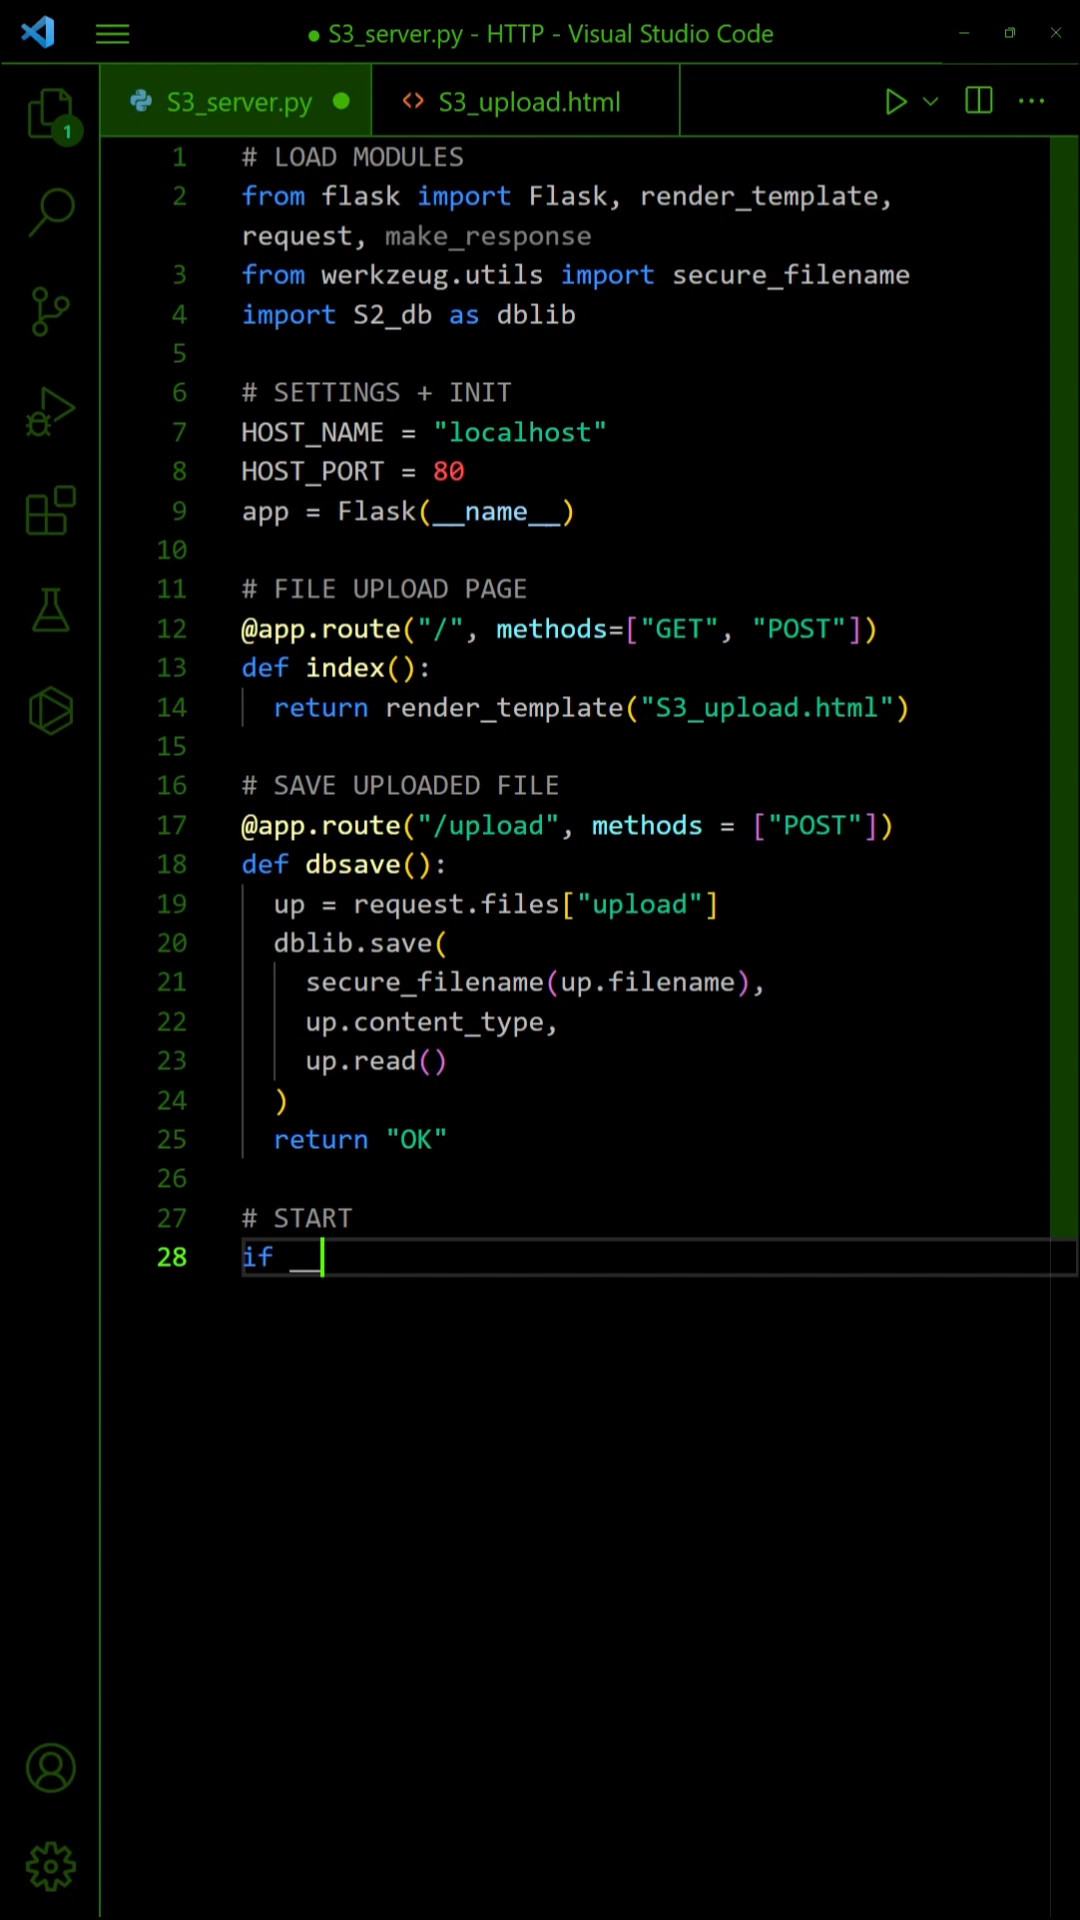 ● S3_server.py - HTTP - Visual Studio Code
S3_server.py ●
<> S3_upload.html
1
1 # LOAD MODULES
2 from flask import Flask, render_template,
request, make_response
3 from werkzeug.utils import secure_filename
4 import S2_db as dblib
5
6 # SETTINGS + INIT
7 HOST_NAME = "localhost"
8 HOST_PORT = 80
9 app = Flask(__name__)
10
11 # FILE UPLOAD PAGE
12 @app.route("/", methods=["GET", "POST"])
13 def index():
14   return render_template("S3_upload.html")
15
16 # SAVE UPLOADED FILE
17 @app.route("/upload", methods = ["POST"])
18 def dbsave():
19   up = request.files["upload"]
20   dblib.save(
21     secure_filename(up.filename),
22     up.content_type,
23     up.read()
24   )
25   return "OK"
26
27 # START
28 if __